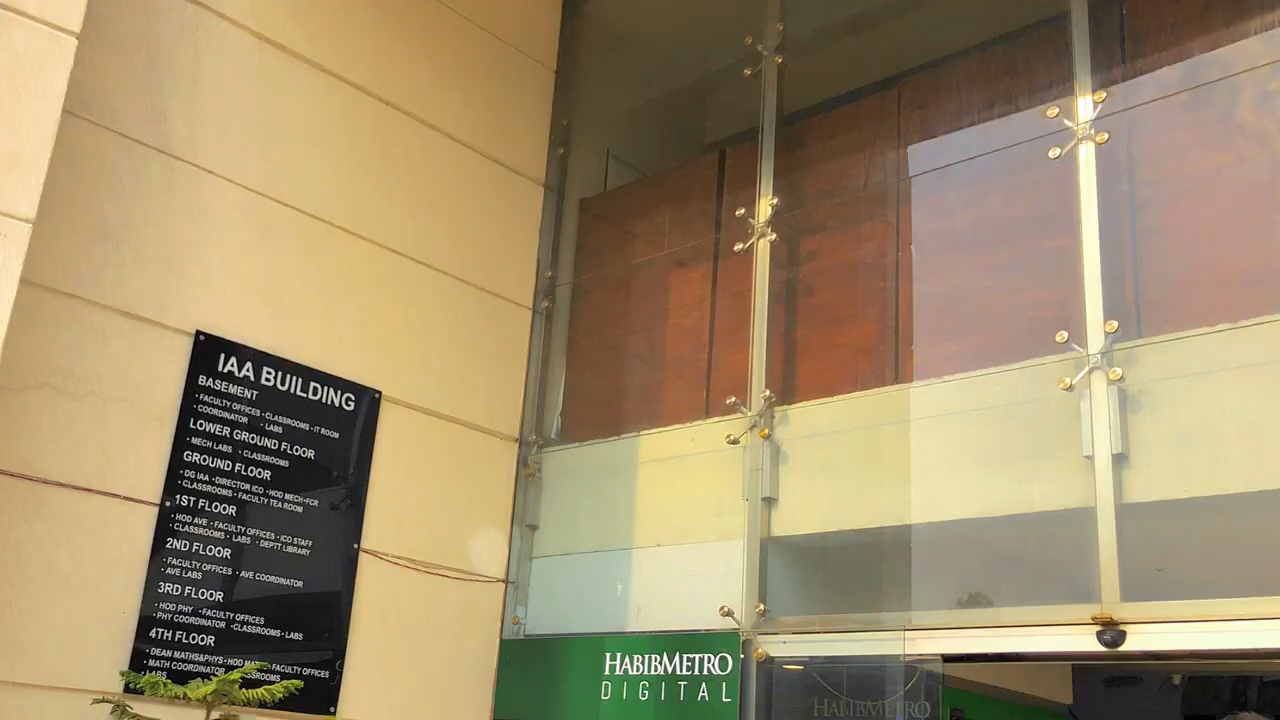 IAA BUILDING
BASEMENT
• FACULTY OFFICES • CLASSROOMS • IT ROOM
• COORDINATOR • LABS
LOWER GROUND FLOOR
• MECH LABS • CLASSROOMS
GROUND FLOOR
• DG IAA • DIRECTOR ICO • HOD MECH • FCR
• CLASSROOMS • FACULTY TEA ROOM
1ST FLOOR
• HOD AVE • FACULTY OFFICES • ICO STAFF
• CLASSROOMS • LABS • DEPTT LIBRARY
2ND FLOOR
• FACULTY OFFICES • AVE COORDINATOR
• AVE LABS
3RD FLOOR
• HOD PHY • FACULTY OFFICES
• PHY COORDINATOR • CLASSROOMS • LABS
4TH FLOOR
• DEAN MATHS&PHYS • HOD • FACULTY OFFICES
• MATH COORDINATOR
LABS
HABIBMETRO
DIGITAL
HABIBMETRO